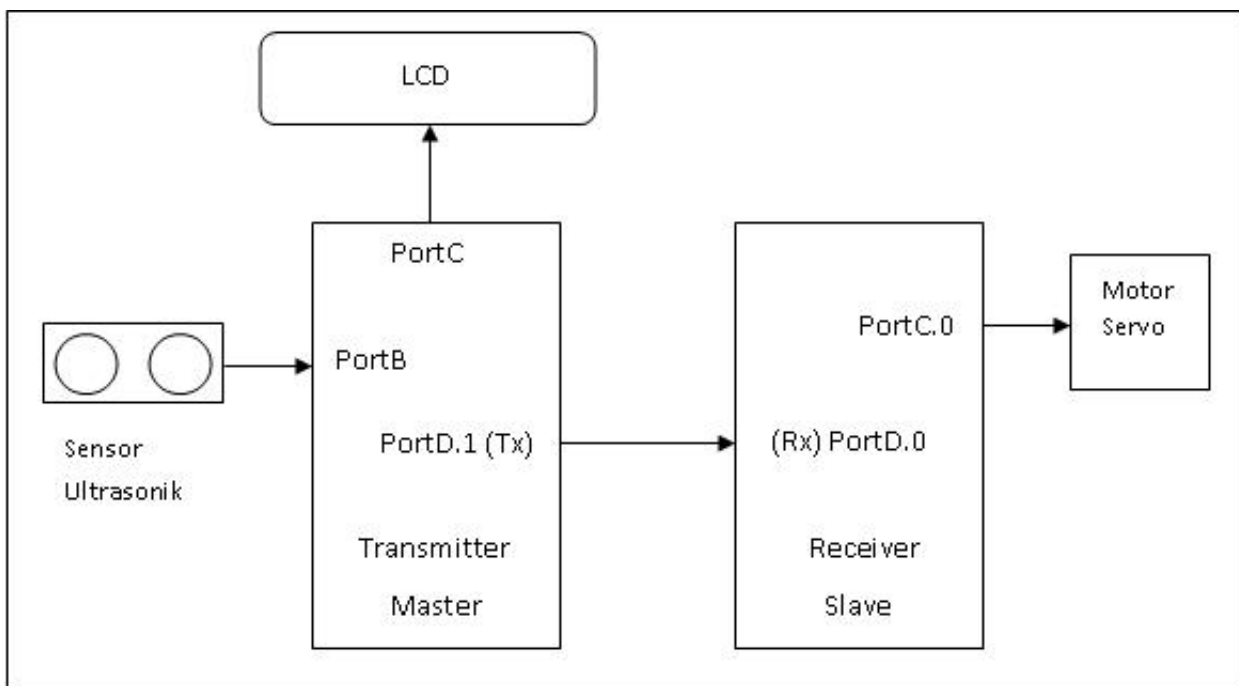 LCD
PortC
PortB
PortD.1 (Tx)
Transmitter
Master
Sensor
Ultrasonik
PortC.0
(Rx) PortD.0
Receiver
Slave
Motor
Servo